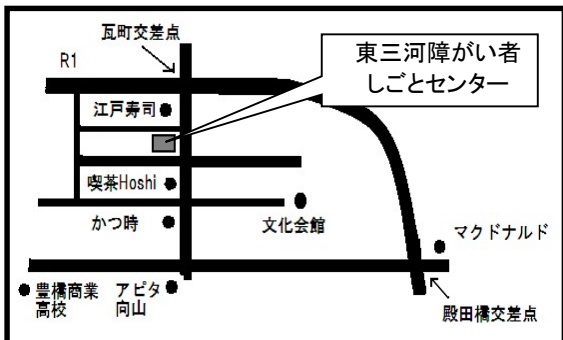 瓦町交差点
R1
東三河障がい者
しごとセンター
江戸寿司
喫茶Hoshi
かつ時
文化会館
マクドナルド
豊橋商業
高校
アピタ
向山
殿田橋交差点